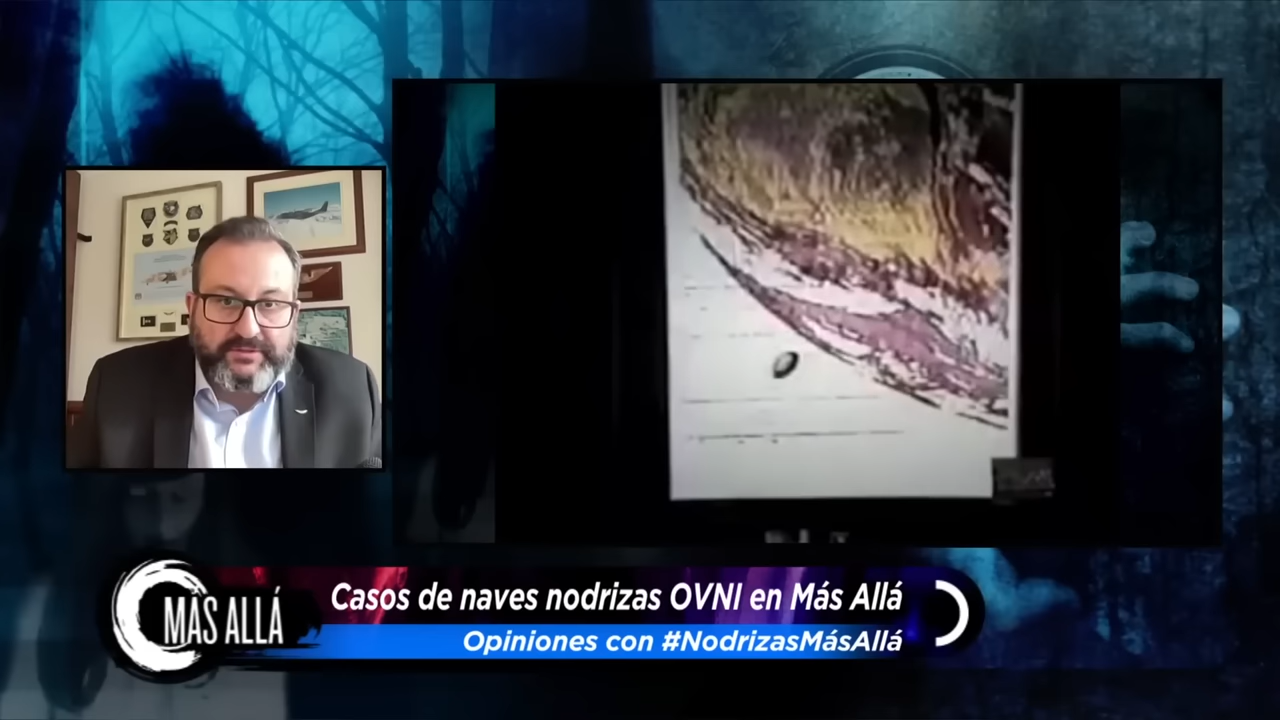 MÁS ALLÁ
Casos de naves nodrizas OVNI en Más Allá
Opiniones con #NodrizasMásAllá